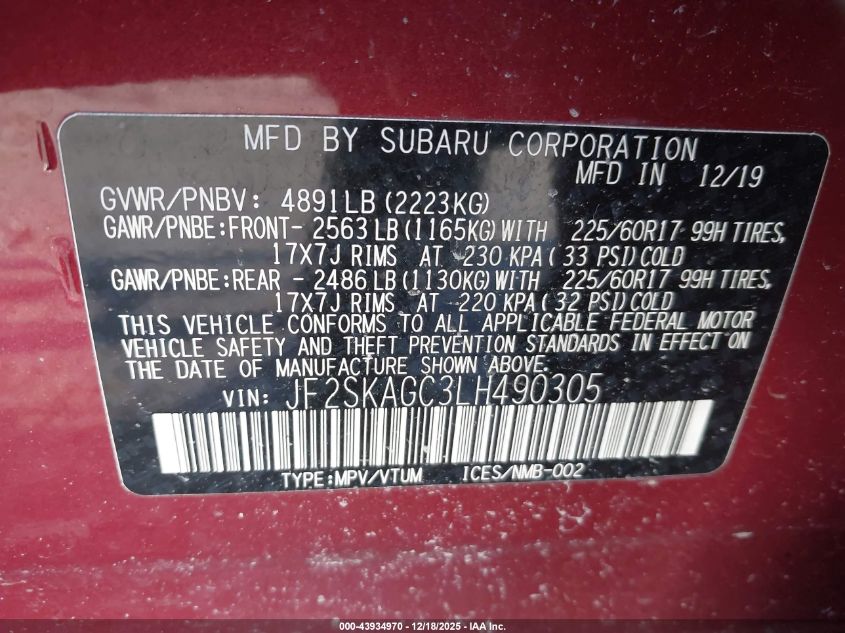 MFD BY SUBARU CORPORATION
MFD IN 12/19
GVWR/PNBV: 4891LB (2223KG)
GAWR/PNBE:FRONT- 2563 LB (1165KG) WITH 225/60R17 99H TIRES,
17X7J RIMS AT 230 KPA ( 33 PSI) COLD
GAWR/PNBE:REAR - 2486 LB (1130KG) WITH 225/60R17 99H TIRES,
17X7J RIMS AT 220 KPA ( 32 PSI) COLD
THIS VEHICLE CONFORMS TO ALL APPLICABLE FEDERAL MOTOR
VEHICLE SAFETY AND THEFT PREVENTION STANDARDS IN EFFECT
ON THE DATE OF MANUFACTURE SHOWN ABOVE.
VIN: JF2SKAGC3LH490305
TYPE:MPV/VTUM ICES/NMB-002
000-43934970 | 12/18/2025 - IAA Inc.